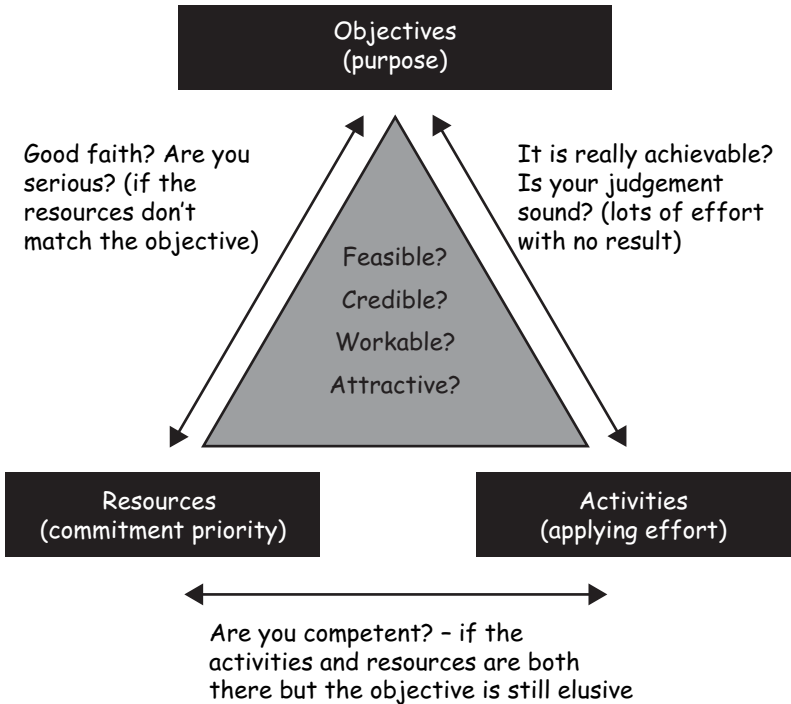 Objectives
(purpose)
Good faith? Are you
serious? (if the
resources don't
match the objective)
It is really achievable?
Is your judgement
sound? (lots of effort
with no result)
Feasible?
Credible?
Workable?
Attractive?
Resources
(commitment priority)
Activities
(applying effort)
Are you competent? – if the
activities and resources are both
there but the objective is still elusive